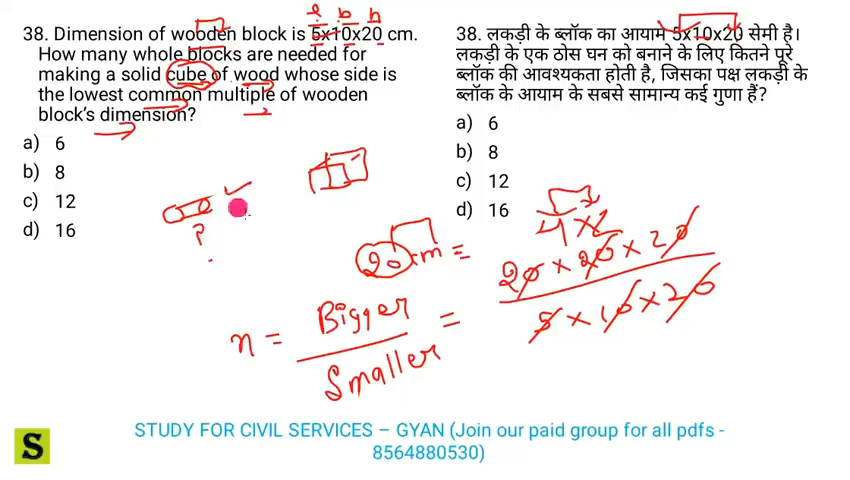 l b h
38. Dimension of wooden block is 5x10x20 cm.
How many whole blocks are needed for
making a solid cube of wood whose side is
the lowest common multiple of wooden
block's dimension?
a) 6
b) 8
c) 12
d) 16
38. लकड़ी के ब्लॉक का आयाम 5x10x20 सेमी है।
लकड़ी के एक ठोस घन को बनाने के लिए कितने पूरे
ब्लॉक की आवश्यकता होती है, जिसका पक्ष लकड़ी के
ब्लॉक के आयाम के सबसे सामान्य कई गुणा हैं?
a) 6
b) 8
c) 12
d) 16
?
4 x 2
20 cm = 20 x 20 x 20
n = Bigger = 5 x 10 x 20
Smaller
S
STUDY FOR CIVIL SERVICES – GYAN (Join our paid group for all pdfs -
8564880530)